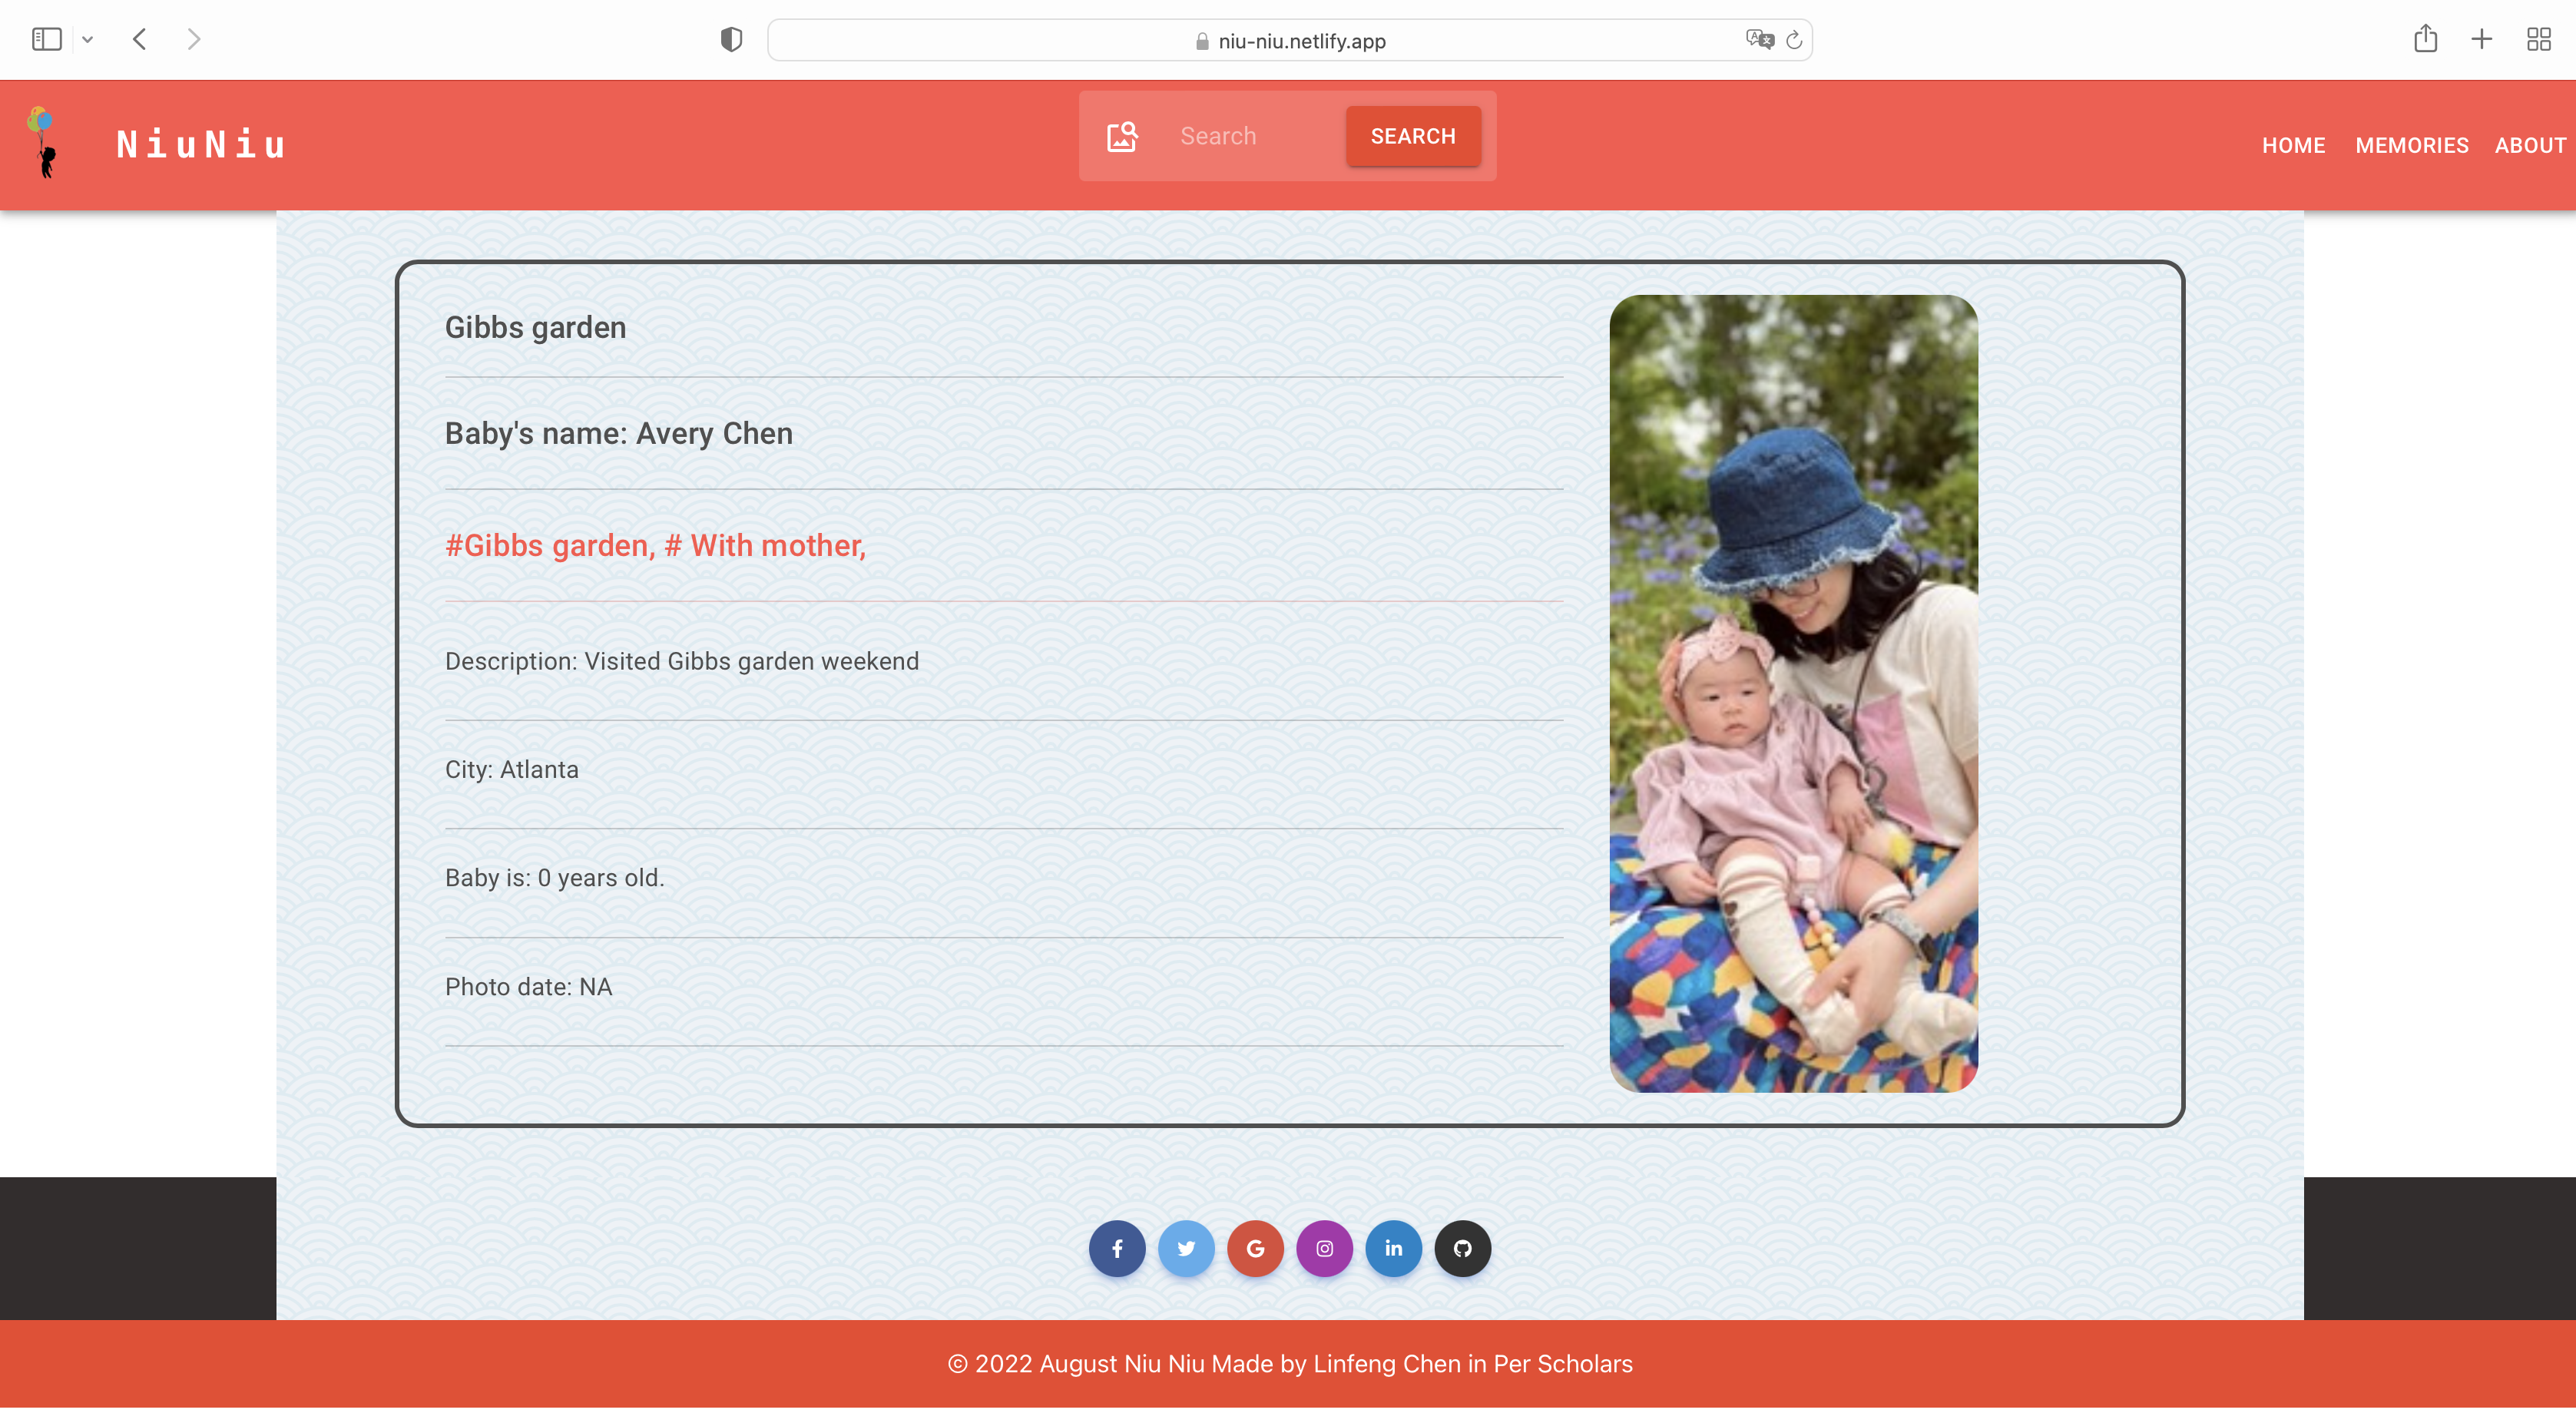 niu-niu.netlify.app
NiuNiu
Search
SEARCH
HOME MEMORIES ABOUT
Gibbs garden
Baby's name: Avery Chen
#Gibbs garden, # With mother,
Description: Visited Gibbs garden weekend
City: Atlanta
Baby is: 0 years old.
Photo date: NA
© 2022 August Niu Niu Made by Linfeng Chen in Per Scholars